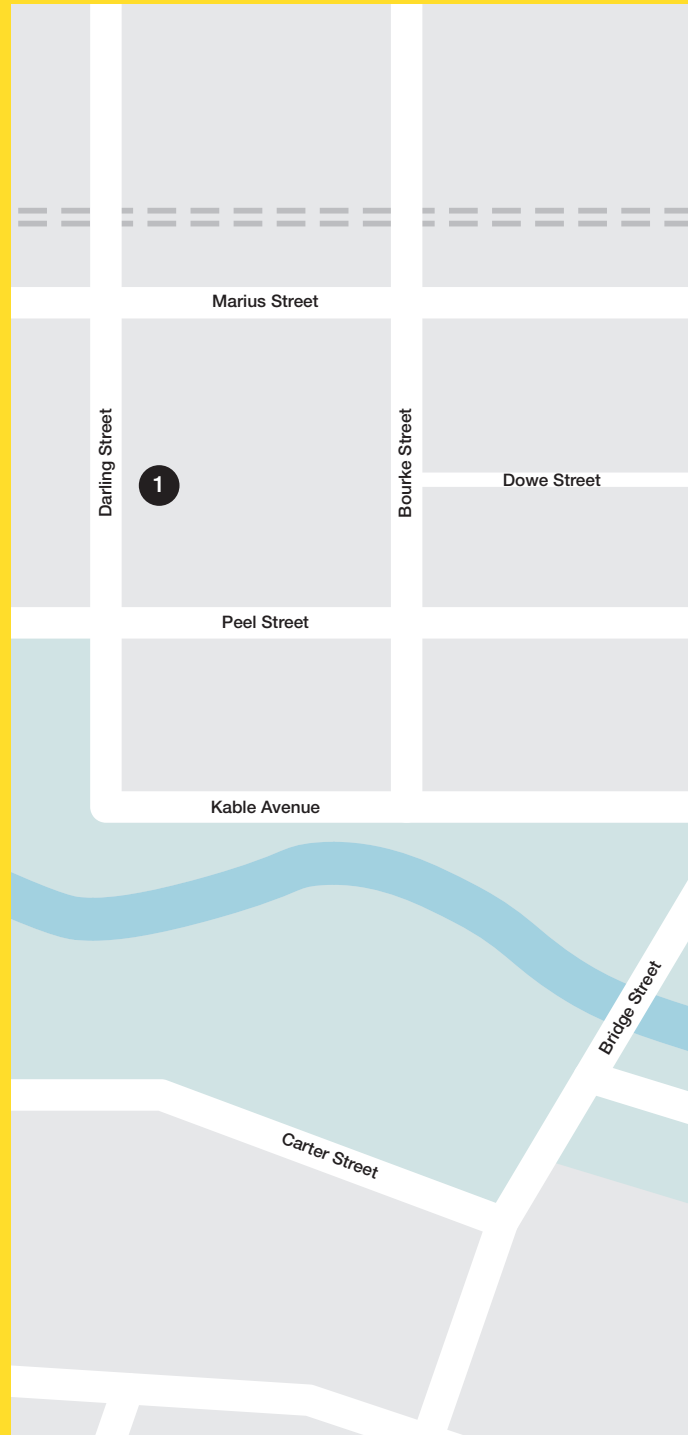 Marius Street
Darling Street
1
Bourke Street
Dowe Street
Peel Street
Kable Avenue
Bridge Street
Carter Street